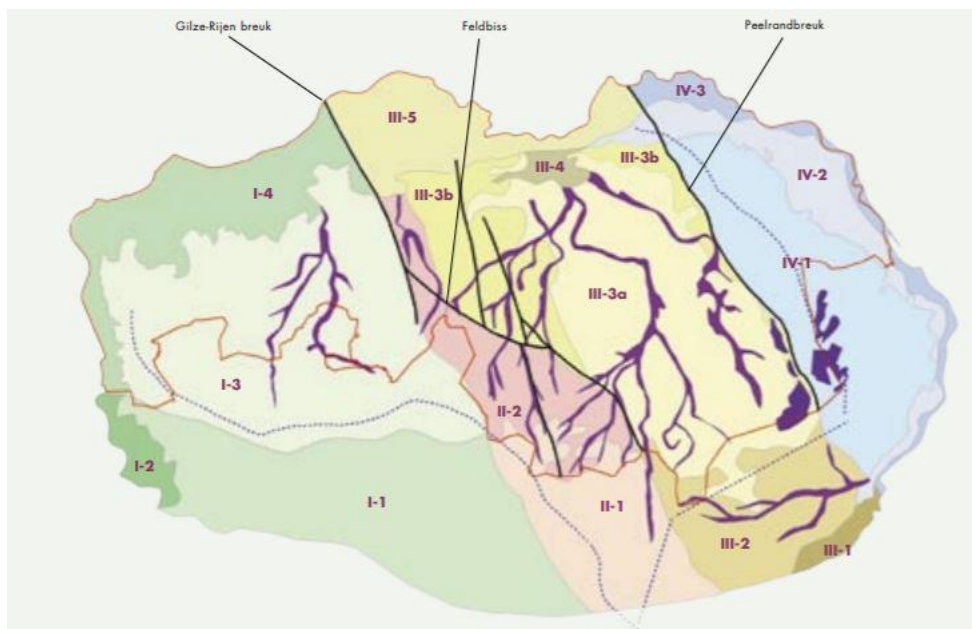 Gilze-Rijen breuk
Feldbiss
Peelrandbreuk
IV-3
III-5
III-3b
III-4
III-3b
IV-2
I-4
IV-1
III-3a
I-3
II-2
I-2
I-1
II-1
III-2
III-1